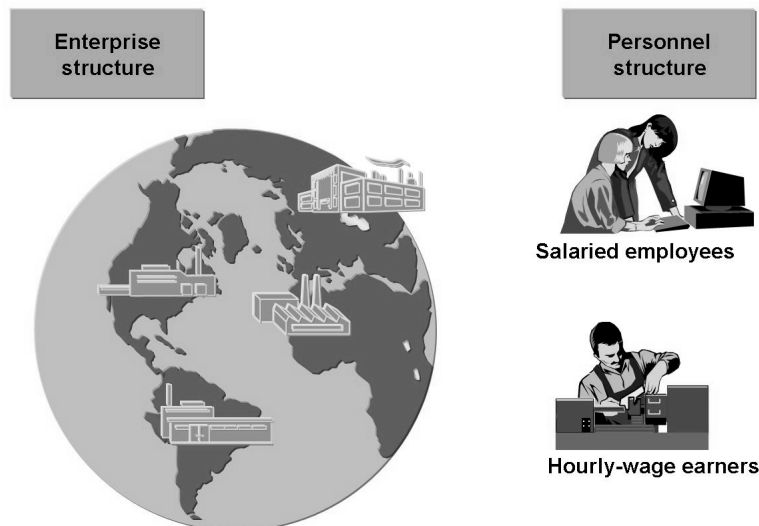 Enterprise
structure
Personnel
structure
Salaried employees
Hourly-wage earners